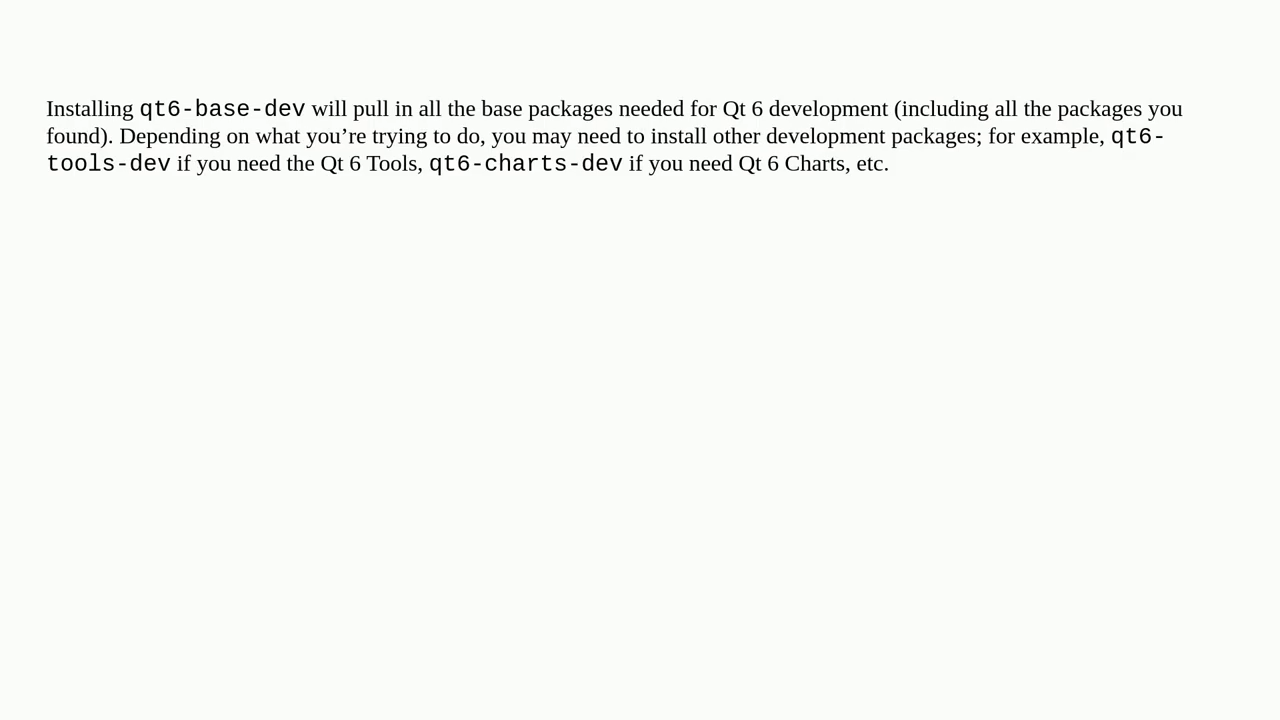 Installing qt6-base-dev will pull in all the base packages needed for Qt 6 development (including all the packages you
found). Depending on what you’re trying to do, you may need to install other development packages; for example, qt6-
tools-dev if you need the Qt 6 Tools, qt6-charts-dev if you need Qt 6 Charts, etc.